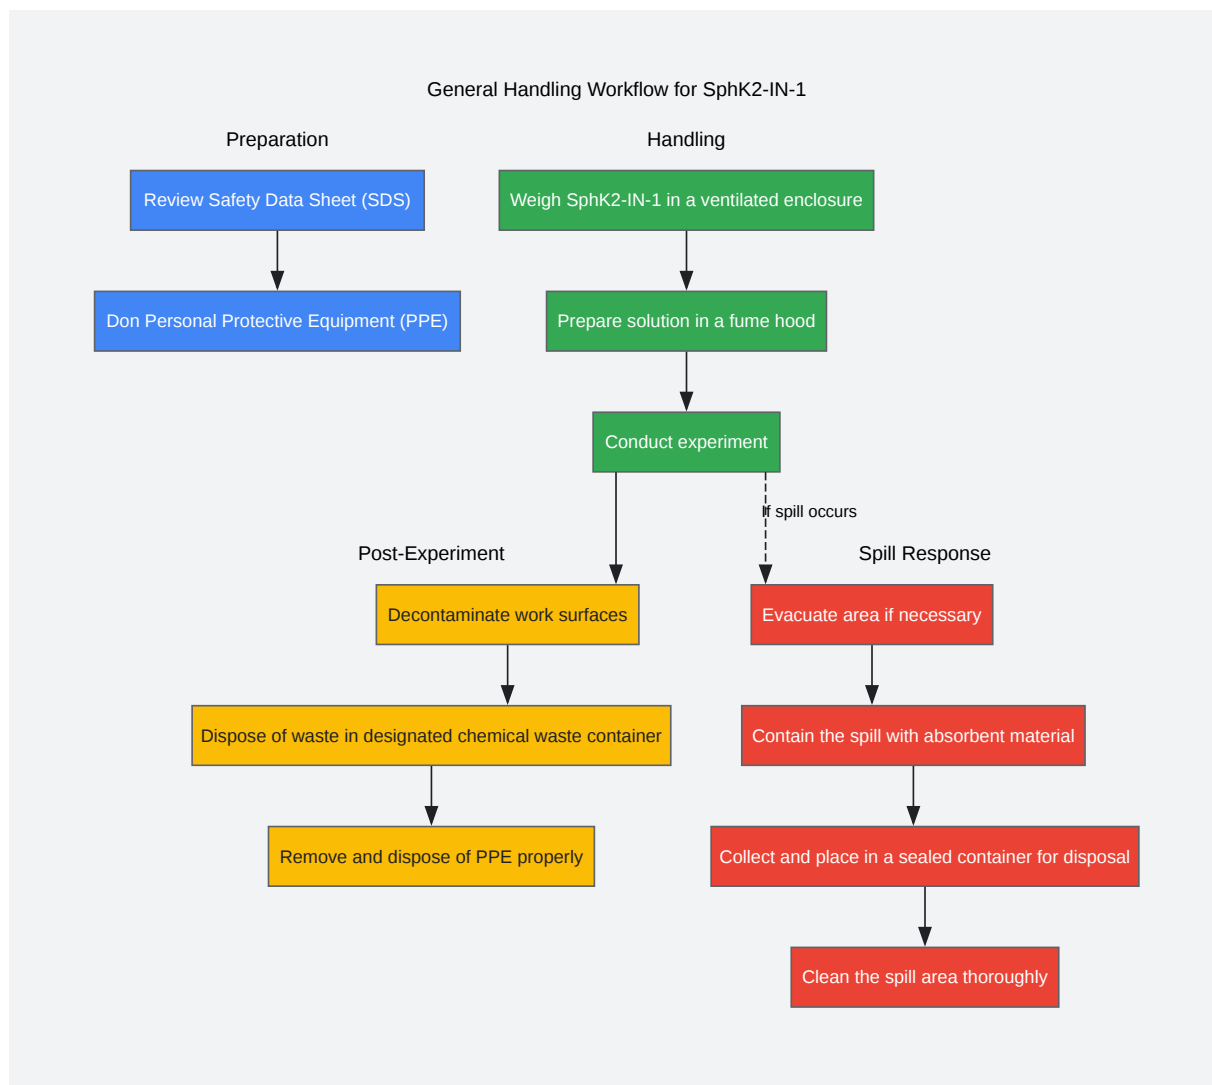 General Handling Workflow for SphK2-IN-1
Preparation
Review Safety Data Sheet (SDS)
Don Personal Protective Equipment (PPE)
Handling
Weigh SphK2-IN-1 in a ventilated enclosure
Prepare solution in a fume hood
Conduct experiment
If spill occurs
Post-Experiment
Decontaminate work surfaces
Dispose of waste in designated chemical waste container
Remove and dispose of PPE properly
Spill Response
Evacuate area if necessary
Contain the spill with absorbent material
Collect and place in a sealed container for disposal
Clean the spill area thoroughly